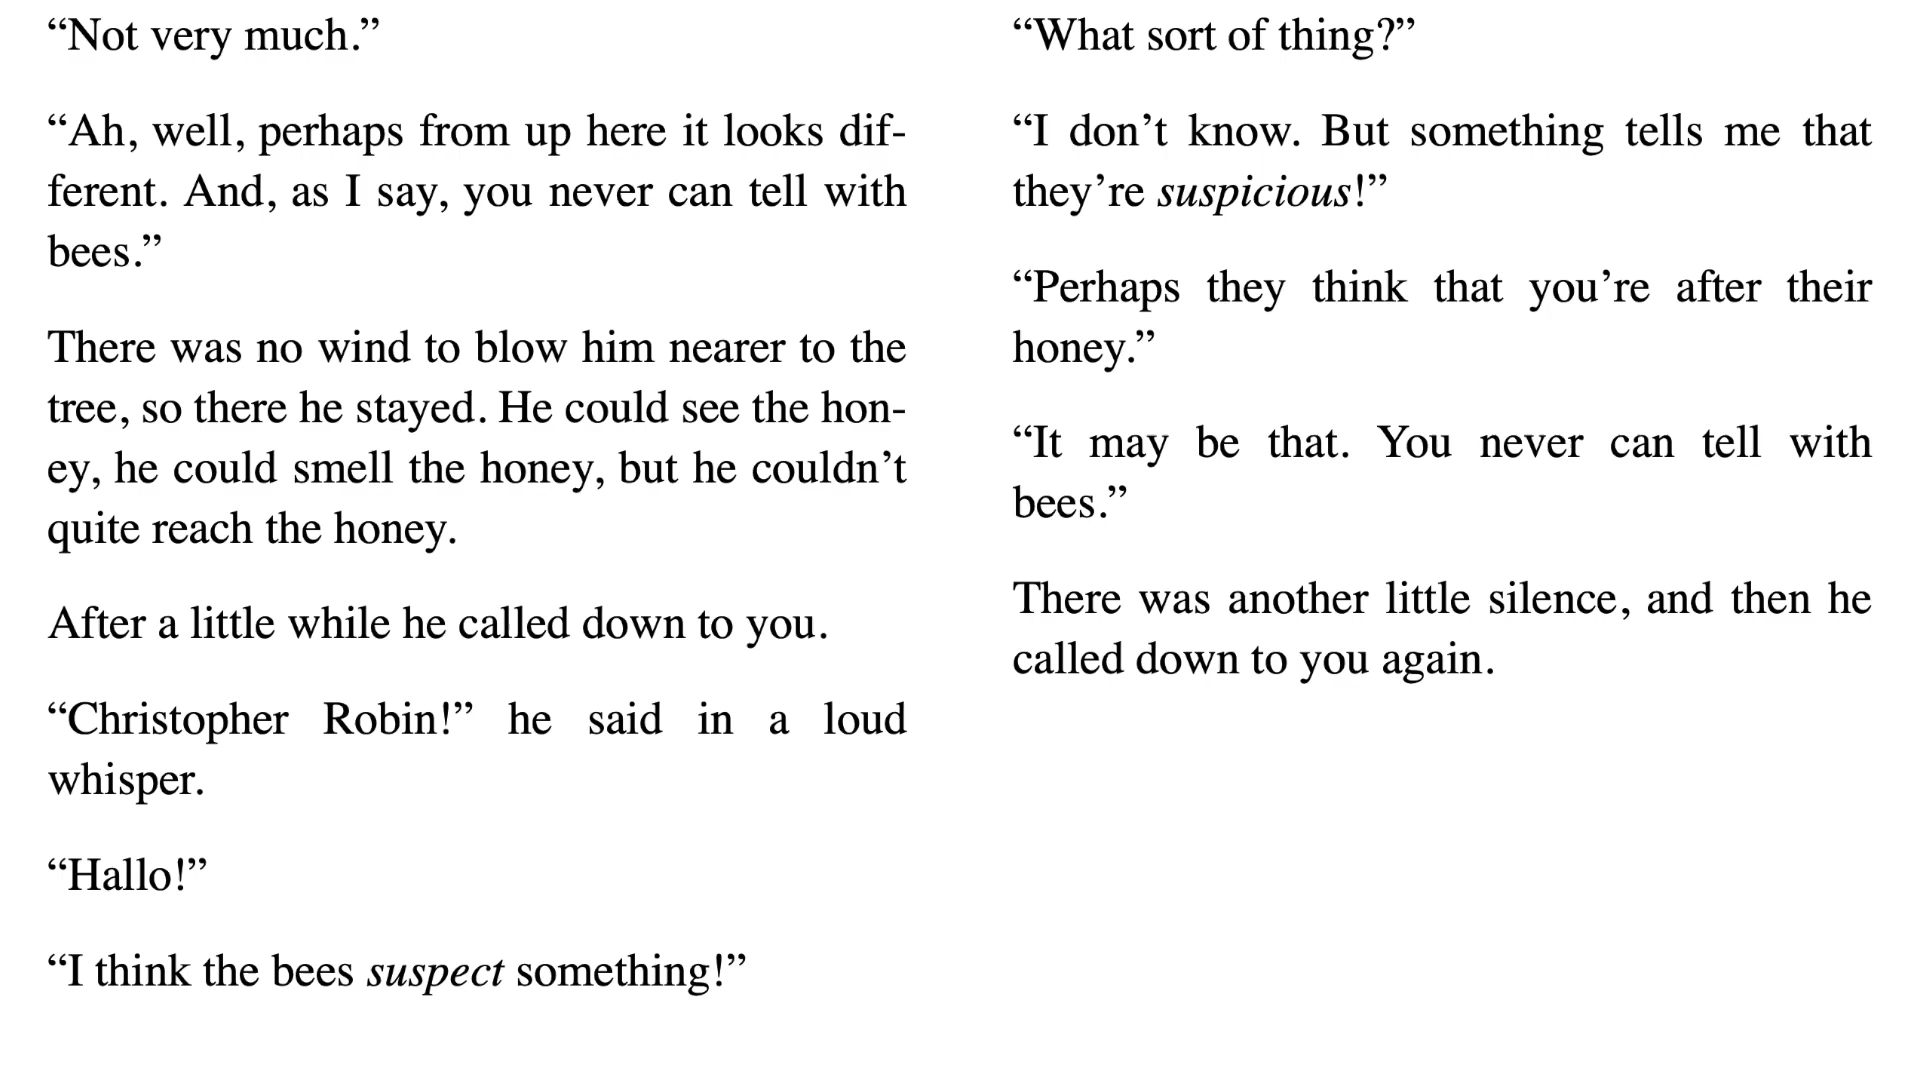 “Not very much.”
“Ah, well, perhaps from up here it looks dif-
ferent. And, as I say, you never can tell with
bees.”
There was no wind to blow him nearer to the
tree, so there he stayed. He could see the hon-
ey, he could smell the honey, but he couldn’t
quite reach the honey.
After a little while he called down to you.
“Christopher Robin!” he said in a loud
whisper.
“Hallo!”
“I think the bees suspect something!”
“What sort of thing?”
“I don’t know. But something tells me that
they’re suspicious!”
“Perhaps they think that you’re after their
honey.”
“It may be that. You never can tell with
bees.”
There was another little silence, and then he
called down to you again.